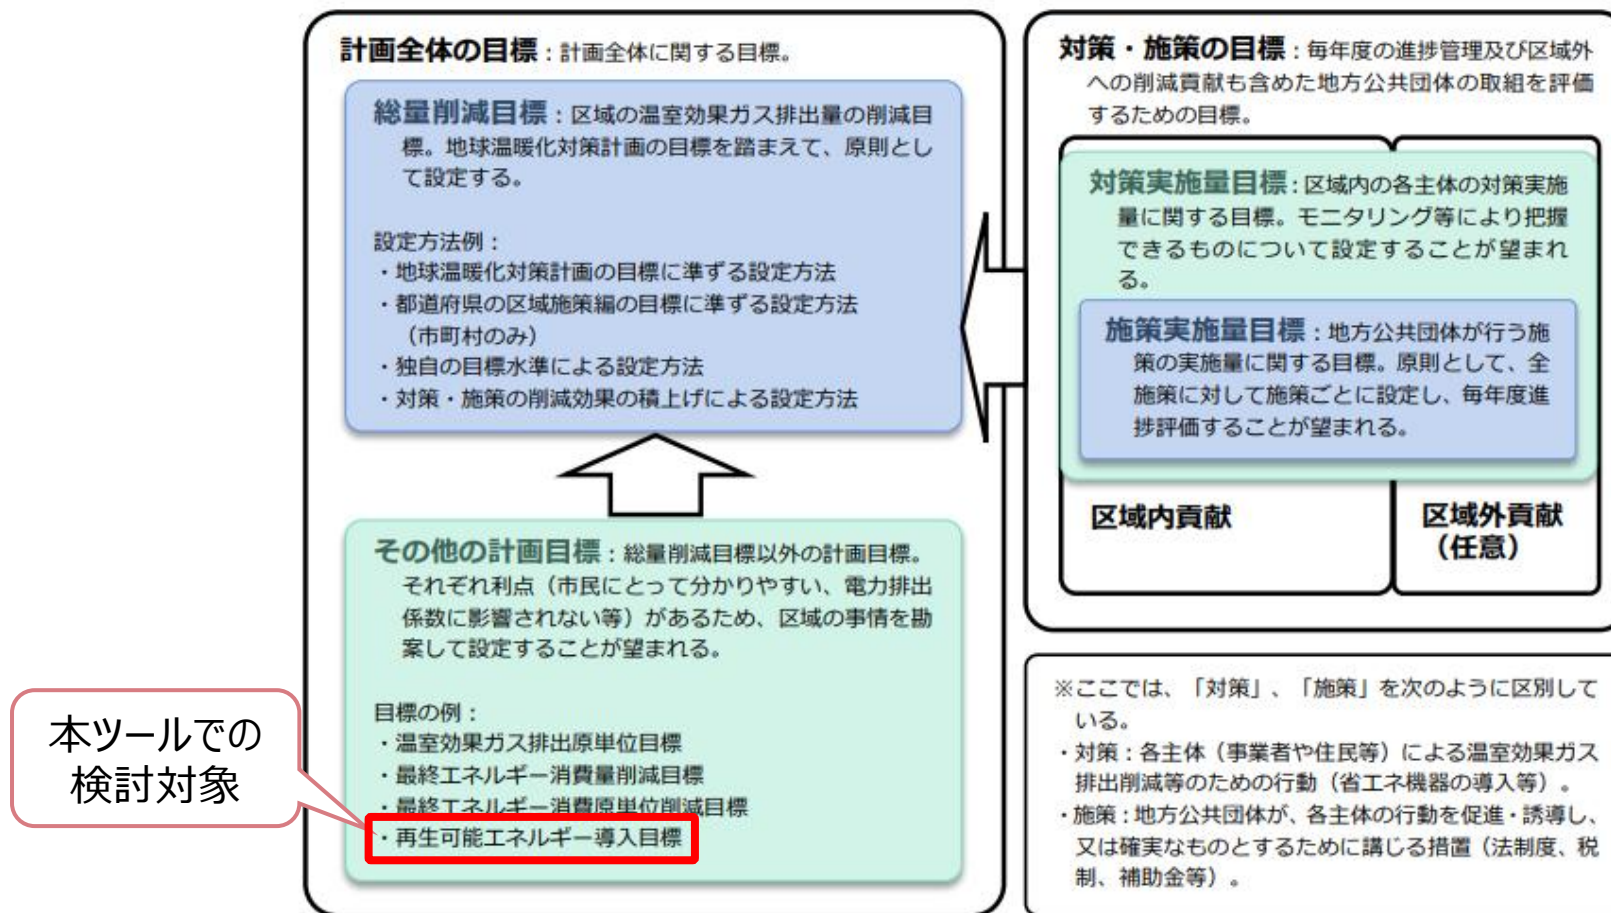 計画全体の目標：計画全体に関する目標。
総量削減目標：区域の温室効果ガス排出量の削減目
標。地球温暖化対策計画の目標を踏まえて、原則とし
て設定する。
設定方法例：
・地球温暖化対策計画の目標に準ずる設定方法
・都道府県の区域施策編の目標に準ずる設定方法
（市町村のみ）
・独自の目標水準による設定方法
・対策・施策の削減効果の積上げによる設定方法
その他の計画目標：総量削減目標以外の計画目標。
それぞれ利点（市民にとって分かりやすい、電力排出
係数に影響されない等）があるため、区域の事情を勘
案して設定することが望まれる。
目標の例：
・温室効果ガス排出原単位目標
・最終エネルギー消費量削減目標
・最終エネルギー消費原単位削減目標
・再生可能エネルギー導入目標
本ツールでの
検討対象
対策・施策の目標：毎年度の進捗管理及び区域外
への削減貢献も含めた地方公共団体の取組を評価
するための目標。
対策実施量目標：区域内の各主体の対策実施
量に関する目標。モニタリング等により把握
できるものについて設定することが望まれ
る。
施策実施量目標：地方公共団体が行う施
策の実施量に関する目標。原則として、全
施策に対して施策ごとに設定し、毎年度進
捗評価することが望まれる。
区域内貢献
区域外貢献
（任意）
※ここでは、「対策」、「施策」を次のように区別して
いる。
・対策：各主体（事業者や住民等）による温室効果ガス
排出削減等のための行動（省エネ機器の導入等）。
・施策：地方公共団体が、各主体の行動を促進・誘導し、
又は確実なものとするために講じる措置（法制度、税
制、補助金等）。